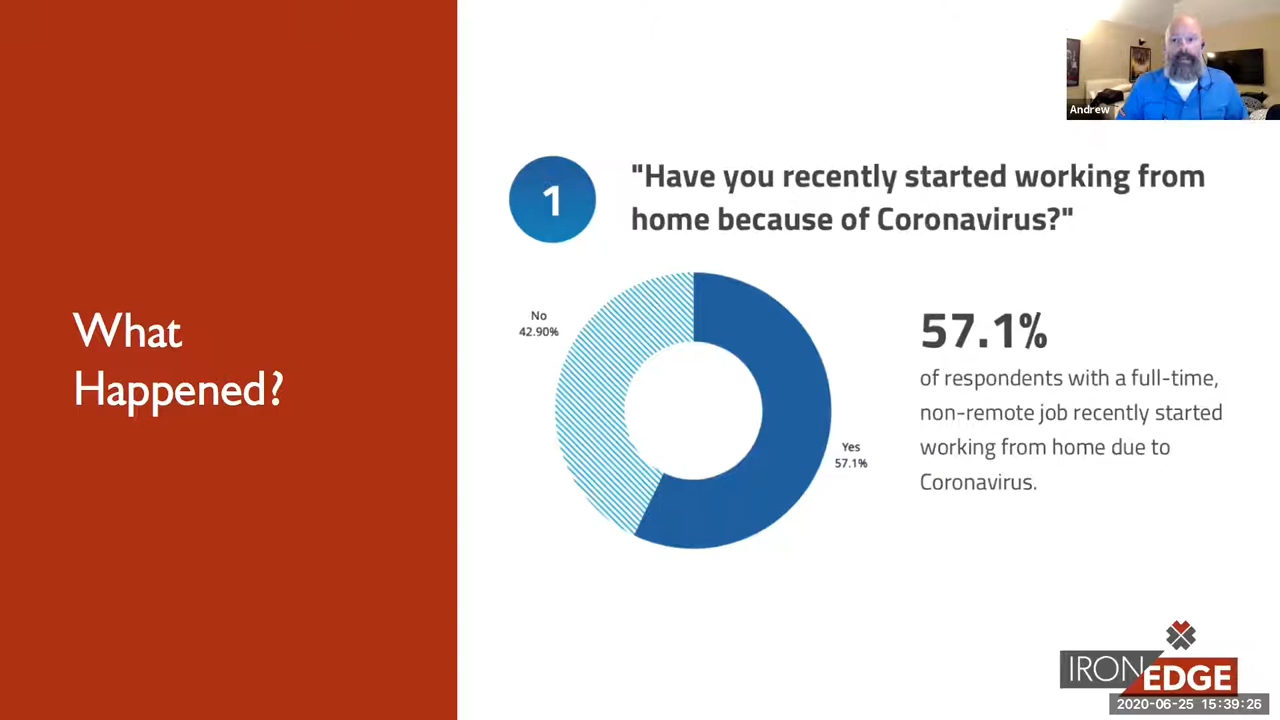 Andrew
What
Happened?
1
"Have you recently started working from
home because of Coronavirus?"
No
42.90%
Yes
57.1%
57.1%
of respondents with a full-time,
non-remote job recently started
working from home due to
Coronavirus.
IRON
EDGE
2020-06-25 15:39:26